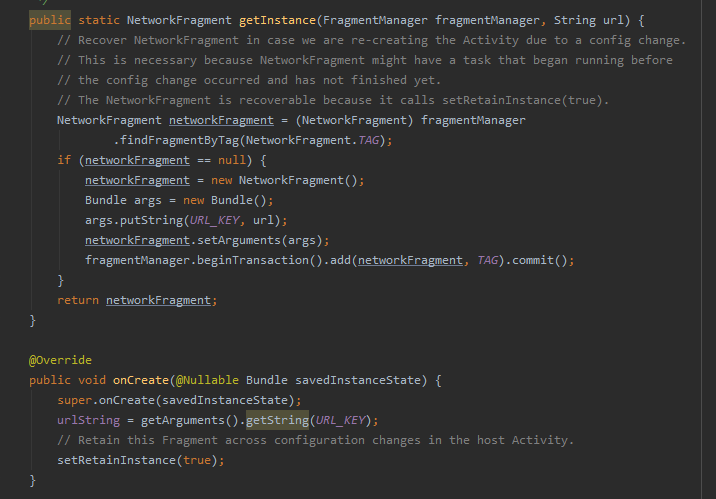 */
public static NetworkFragment getInstance(FragmentManager fragmentManager, String url) {
// Recover NetworkFragment in case we are re-creating the Activity due to a config change.
// This is necessary because NetworkFragment might have a task that began running before
// the config change occurred and has not finished yet.
// The NetworkFragment is recoverable because it calls setRetainInstance(true).
NetworkFragment networkFragment = (NetworkFragment) fragmentManager
.findFragmentByTag(NetworkFragment.TAG);
if (networkFragment == null) {
networkFragment = new NetworkFragment();
Bundle args = new Bundle();
args.putString(URL_KEY, url);
networkFragment.setArguments(args);
fragmentManager.beginTransaction().add(networkFragment, TAG).commit();
}
return networkFragment;
}
@Override
public void onCreate(@Nullable Bundle savedInstanceState) {
super.onCreate(savedInstanceState);
urlString = getArguments().getString(URL_KEY);
// Retain this Fragment across configuration changes in the host Activity.
setRetainInstance(true);
}